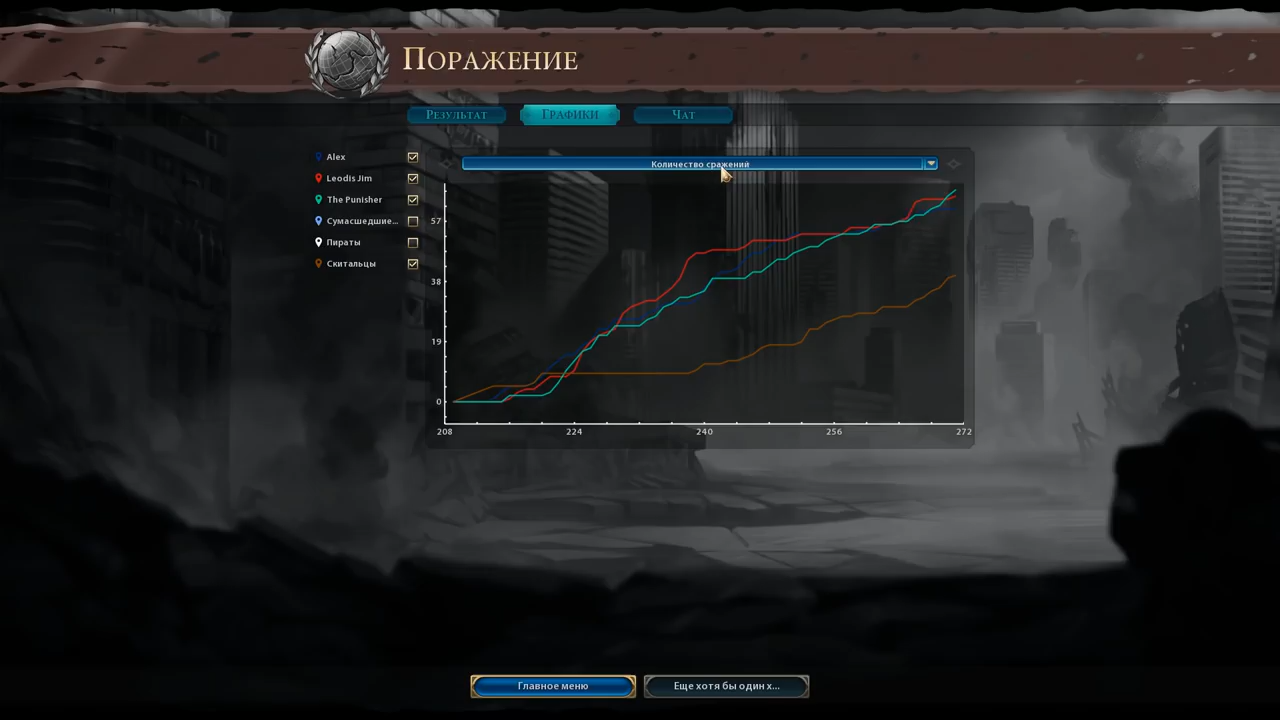 Поражение
Результат
Графики
Чат
Alex
Leodis Jim
The Punisher
Сумасшедшие...
Пираты
Скитальцы
Количество сражений
57
38
19
0
208 224 240 256 272
Главное меню
Еще хотя бы один х...